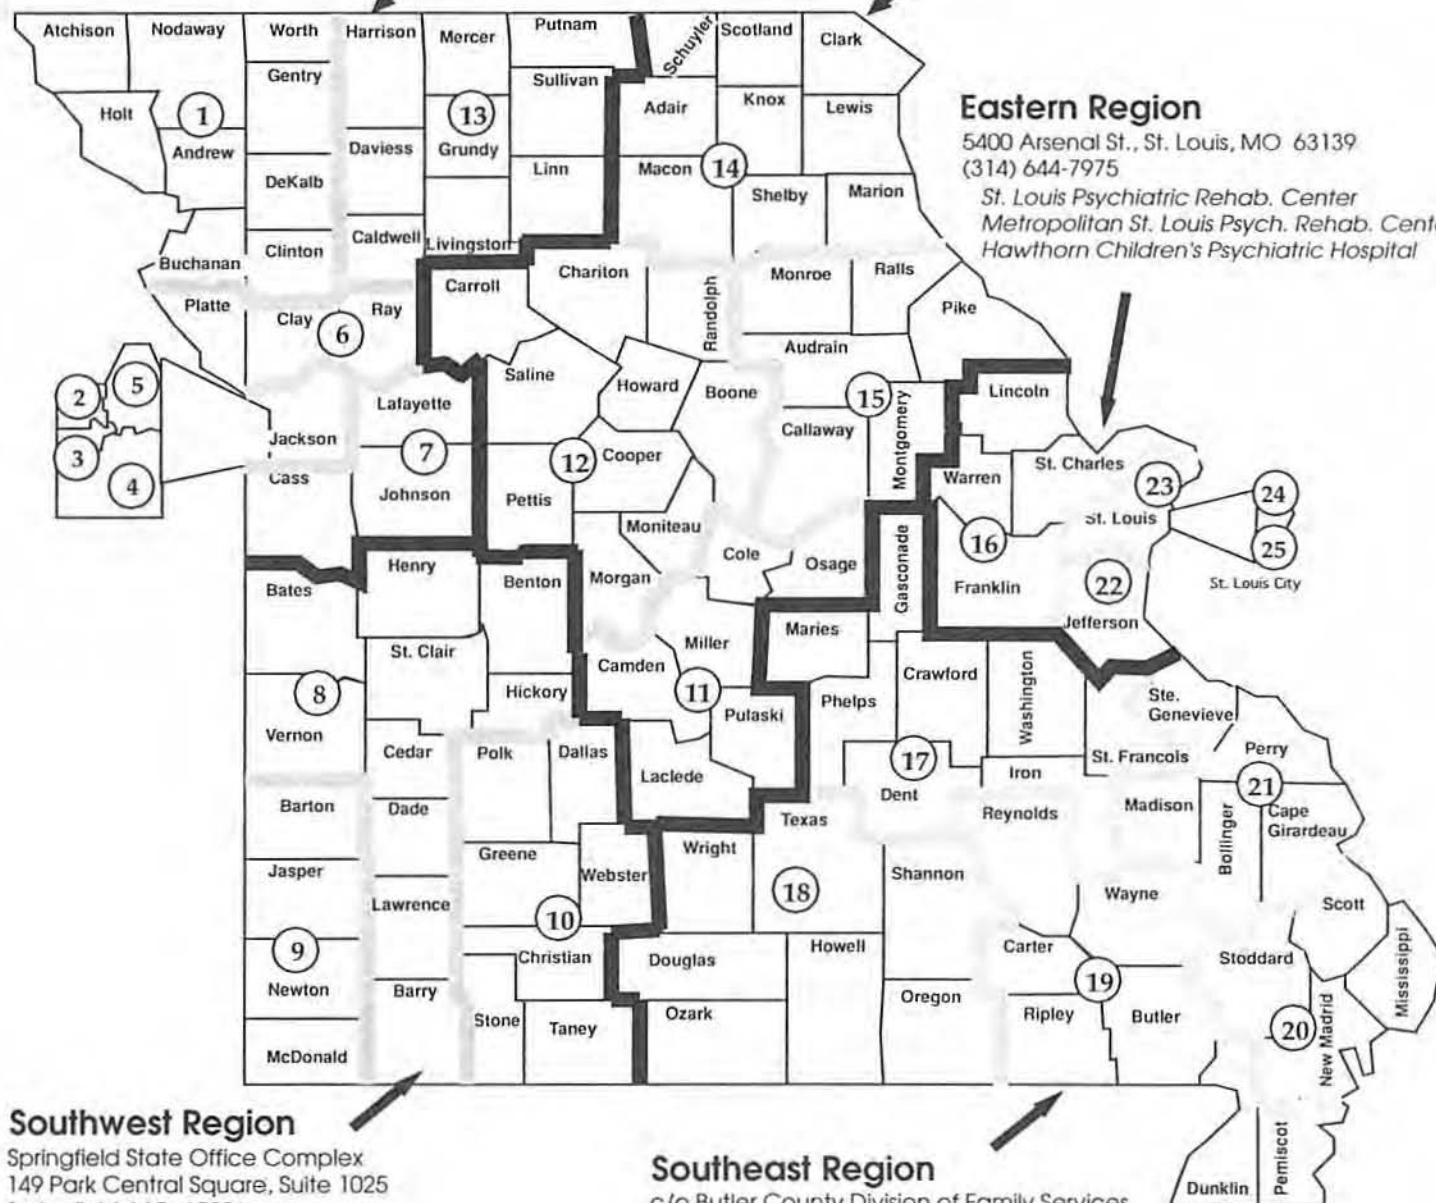 Atchison
Nodaway
Worth
Harrison
Mercer
Putnam
Schuyler
Scotland
Clark
Gentry
Sullivan
Holt
1
13
Adair
Knox
Lewis
Andrew
Daviess
Grundy
DeKalb
Linn
Macon
14
Shelby
Marion
Eastern Region
5400 Arsenal St., St. Louis, MO 63139
(314) 644-7975
St. Louis Psychiatric Rehab. Center
Metropolitan St. Louis Psych. Rehab.
Hawthorn Children's Psychiatric Hospital
Buchanan
Clinton
Caldwell
Livingston
Platte
Clay
6
Ray
Carroll
Chariton
Randolph
Monroe
Ralls
Pike
Audrain
2
5
3
4
Jackson
Lafayette
Saline
Howard
Boone
15
Callaway
Montgomery
Lincoln
Cass
7
Johnson
12
Pettis
Cooper
Moniteau
Warren
St. Charles
23
St. Louis
24
25
St. Louis City
16
Franklin
22
Jefferson
Bates
Henry
Benton
Morgan
Cole
Osage
Gasconade
St. Clair
Miller
Maries
Camden
11
Pulaski
Phelps
Crawford
Washington
Ste.
Genevieve
8
Vernon
Hickory
Cedar
Polk
Dallas
Laclede
17
Dent
Iron
St. Francois
Perry
21
Barton
Dade
Texas
Reynolds
Madison
Bollinger
Cape
Girardeau
Jasper
Greene
Webster
Wright
Shannon
Wayne
Lawrence
10
18
Scott
Mississippi
9
Newton
Christian
Douglas
Howell
Carter
19
Stoddard
Barry
Stone
Taney
Ozark
Oregon
Ripley
Butler
20
New Madrid
McDonald
Dunklin
Pemiscot
Southwest Region
Springfield State Office Complex
149 Park Central Square, Suite 1025
Southeast Region
c/o Butler County Division of Family Services